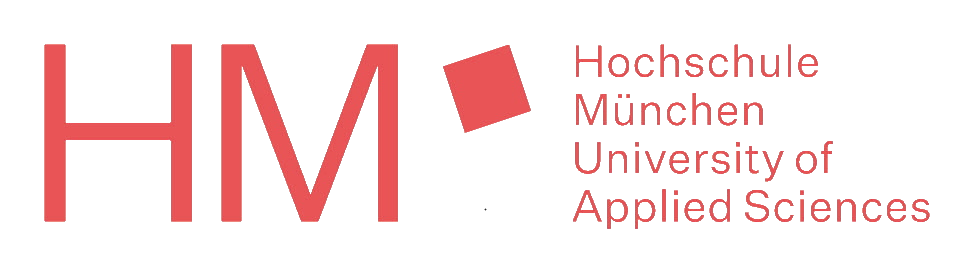 HM
Hochschule
München
University of
Applied Sciences